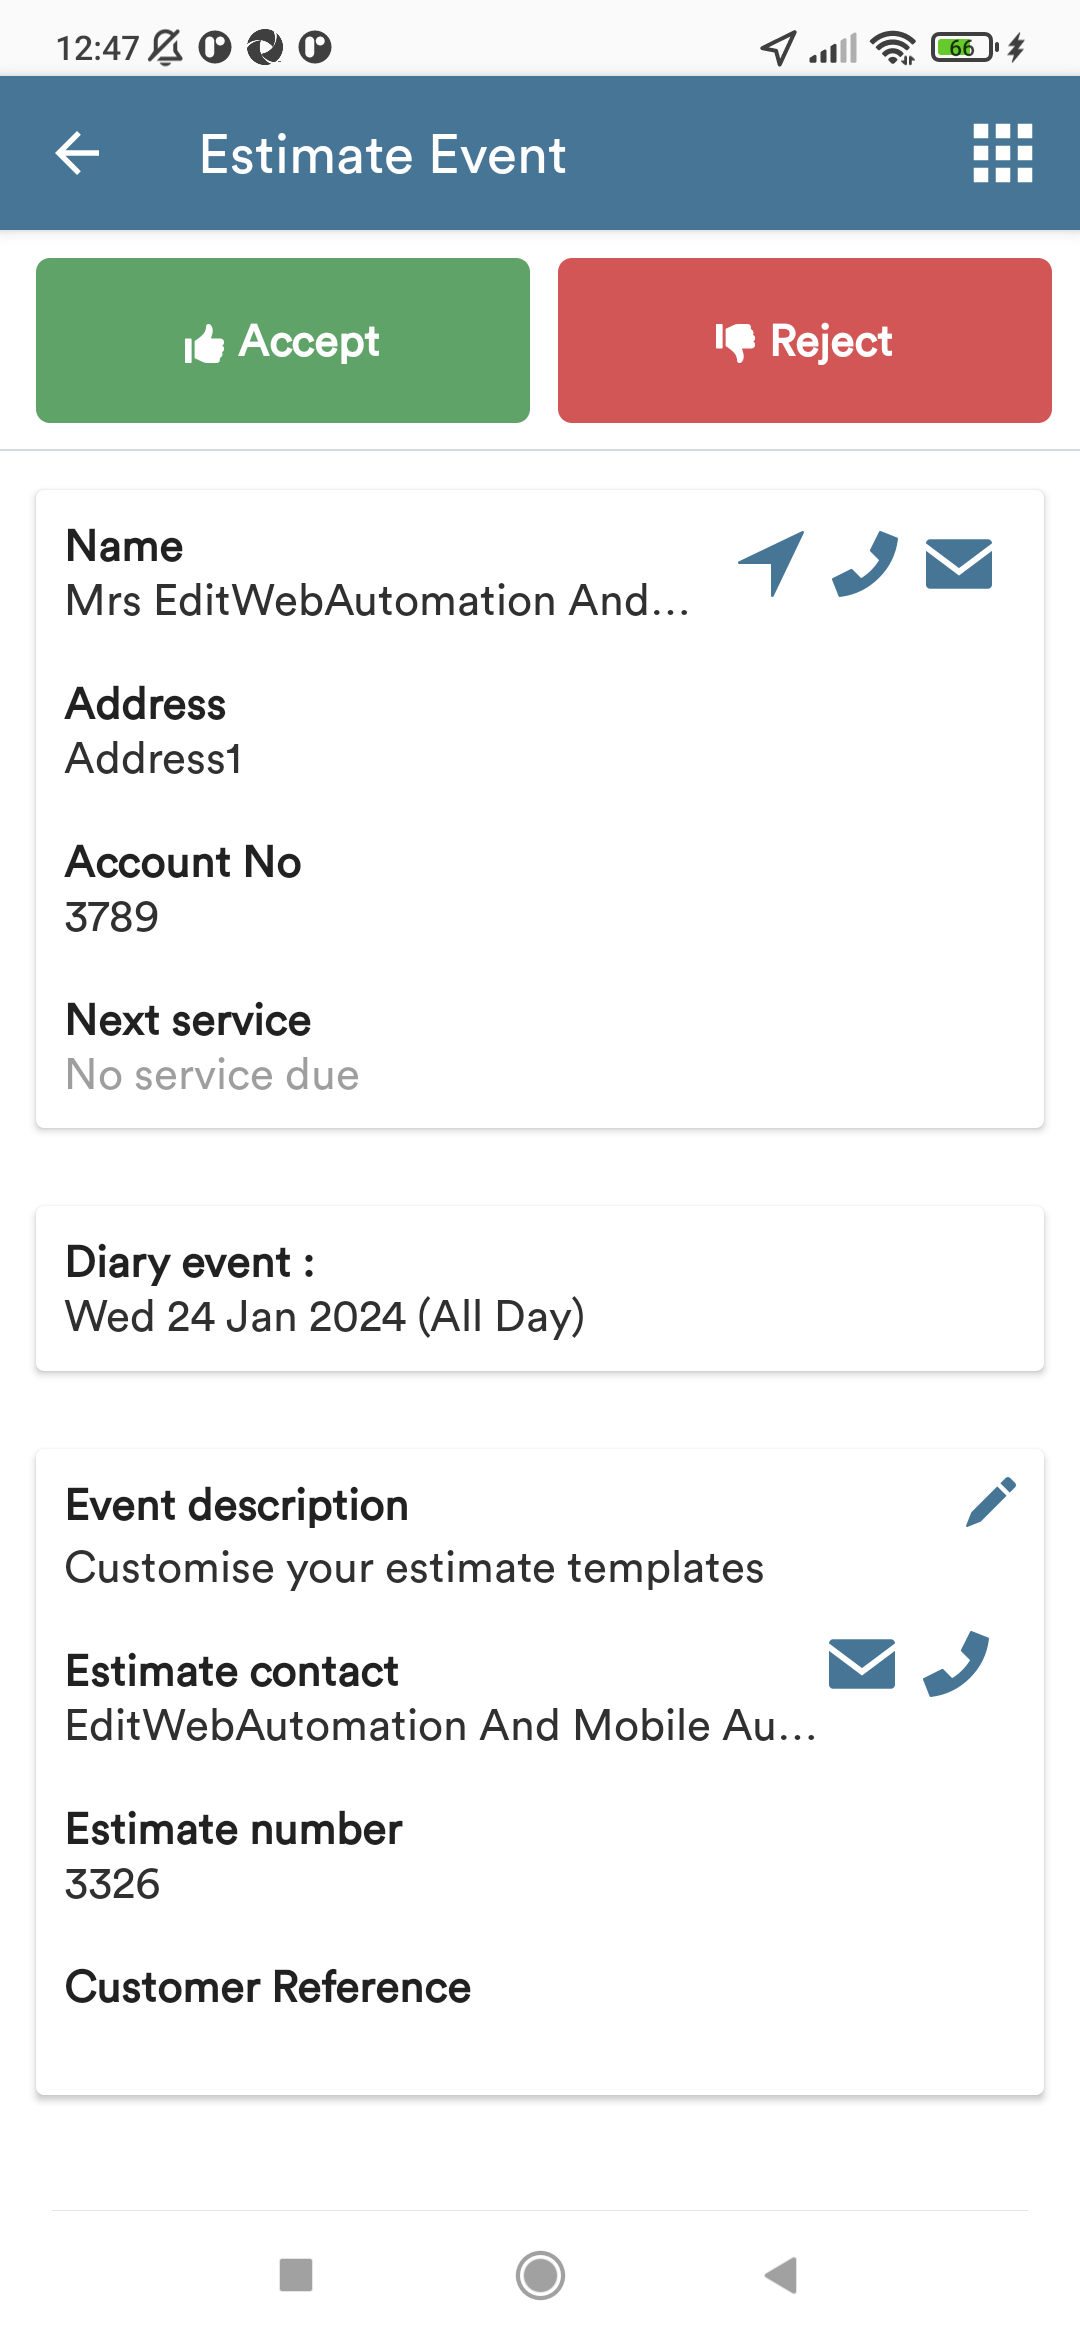 12:47
66
Estimate Event
Accept
Reject
Name
Mrs EditWebAutomation And...
Address
Address1
Account No
3789
Next service
No service due
Diary event :
Wed 24 Jan 2024 (All Day)
Event description
Customise your estimate templates
Estimate contact
EditWebAutomation And Mobile Au...
Estimate number
3326
Customer Reference